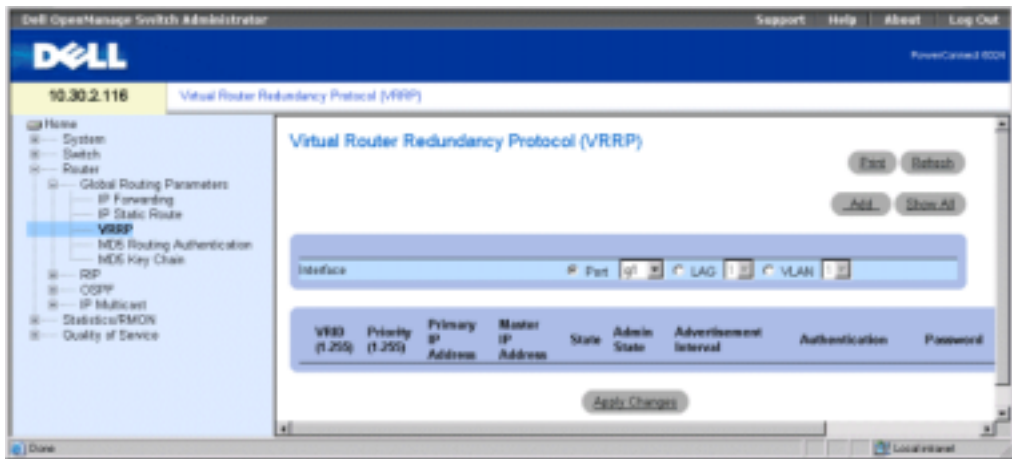 Dell OpenManage Switch Administrator
Support Help About Log Out
DELL
PowerConnect 6024
10.30.2.116
Virtual Router Redundancy Protocol (VRRP)
Home
System
Switch
Router
Global Routing Parameters
IP Forwarding
IP Static Route
VRRP
MD5 Routing Authentication
MD5 Key Chain
RIP
OSPF
IP Multicast
Statistics/RMON
Quality of Service
Virtual Router Redundancy Protocol (VRRP)
Print Refresh
Add Show All
Interface Port g1 LAG 1 VLAN 1
VRID (1-255) Priority (1-255) Primary IP Address Master IP Address State Admin State Advertisement Interval Authentication Password
Apply Changes
Done
Local intranet